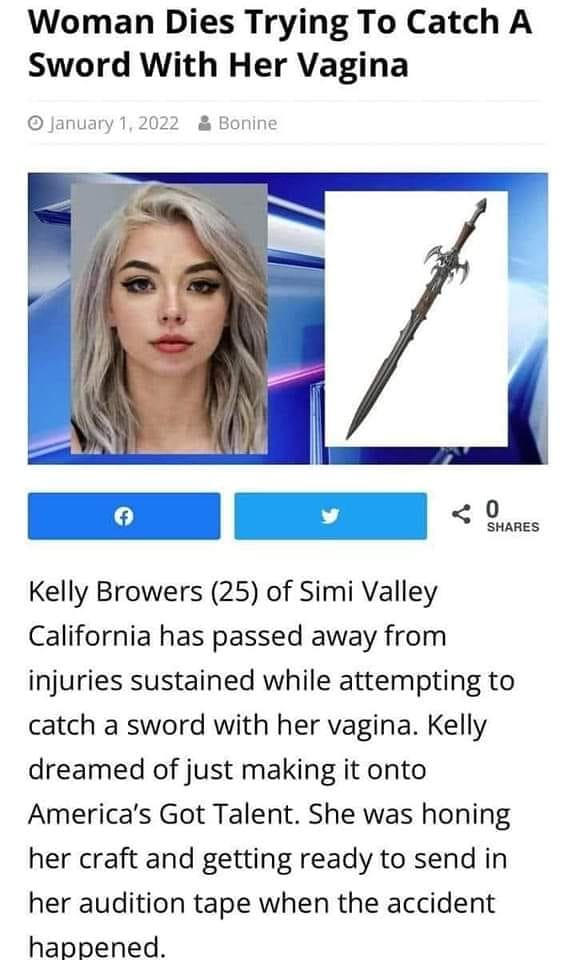 Woman Dies Trying To Catch A
Sword With Her Vagina
January 1, 2022 Bonine
0
SHARES
Kelly Browers (25) of Simi Valley
California has passed away from
injuries sustained while attempting to
catch a sword with her vagina. Kelly
dreamed of just making it onto
America's Got Talent. She was honing
her craft and getting ready to send in
her audition tape when the accident
happened.